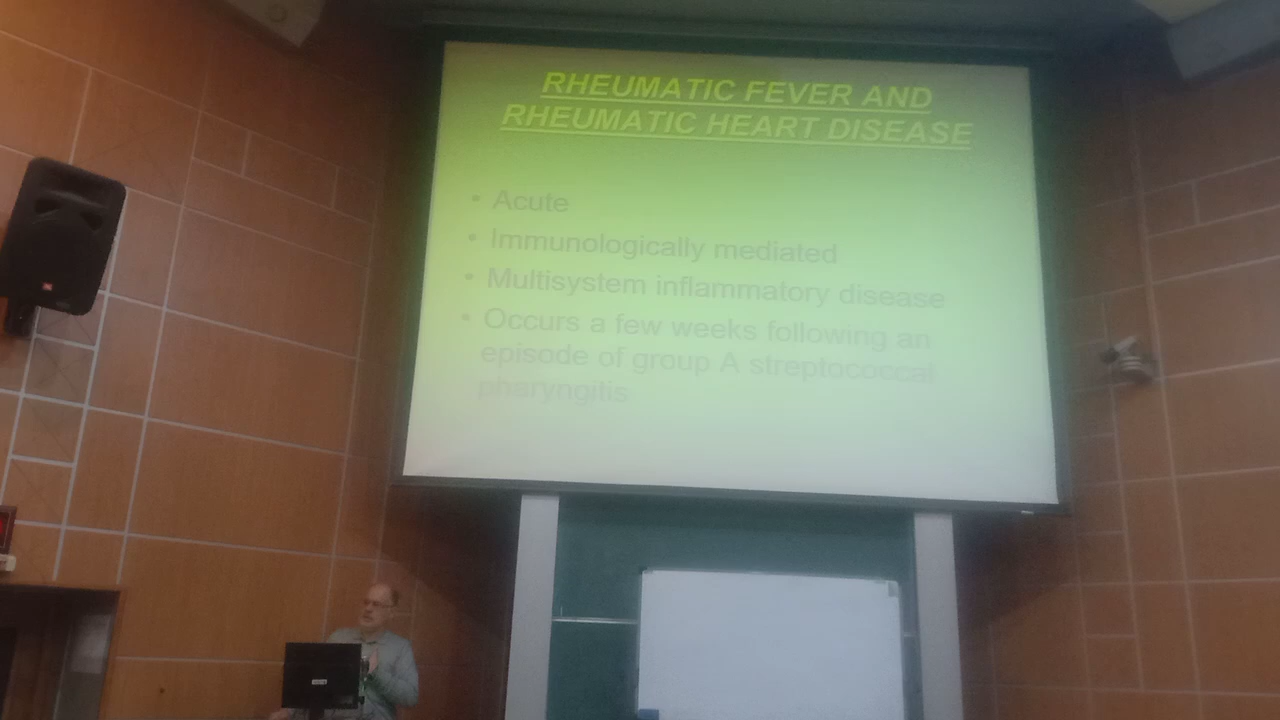 RHEUMATIC FEVER AND
RHEUMATIC HEART DISEASE
• Acute
• Immunologically mediated
• Multisystem inflammatory disease
• Occurs a few weeks following an
episode of group A streptococcal
pharyngitis